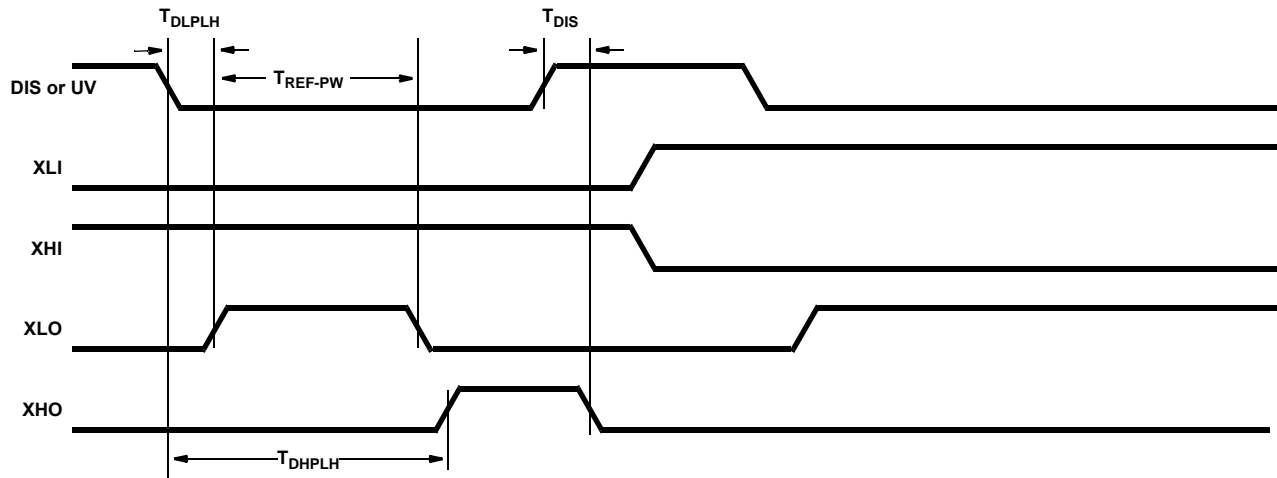 TDLPLH
TDIS
DIS or UV
TREF-PW
XLI
XHI
XLO
XHO
TDHPLH